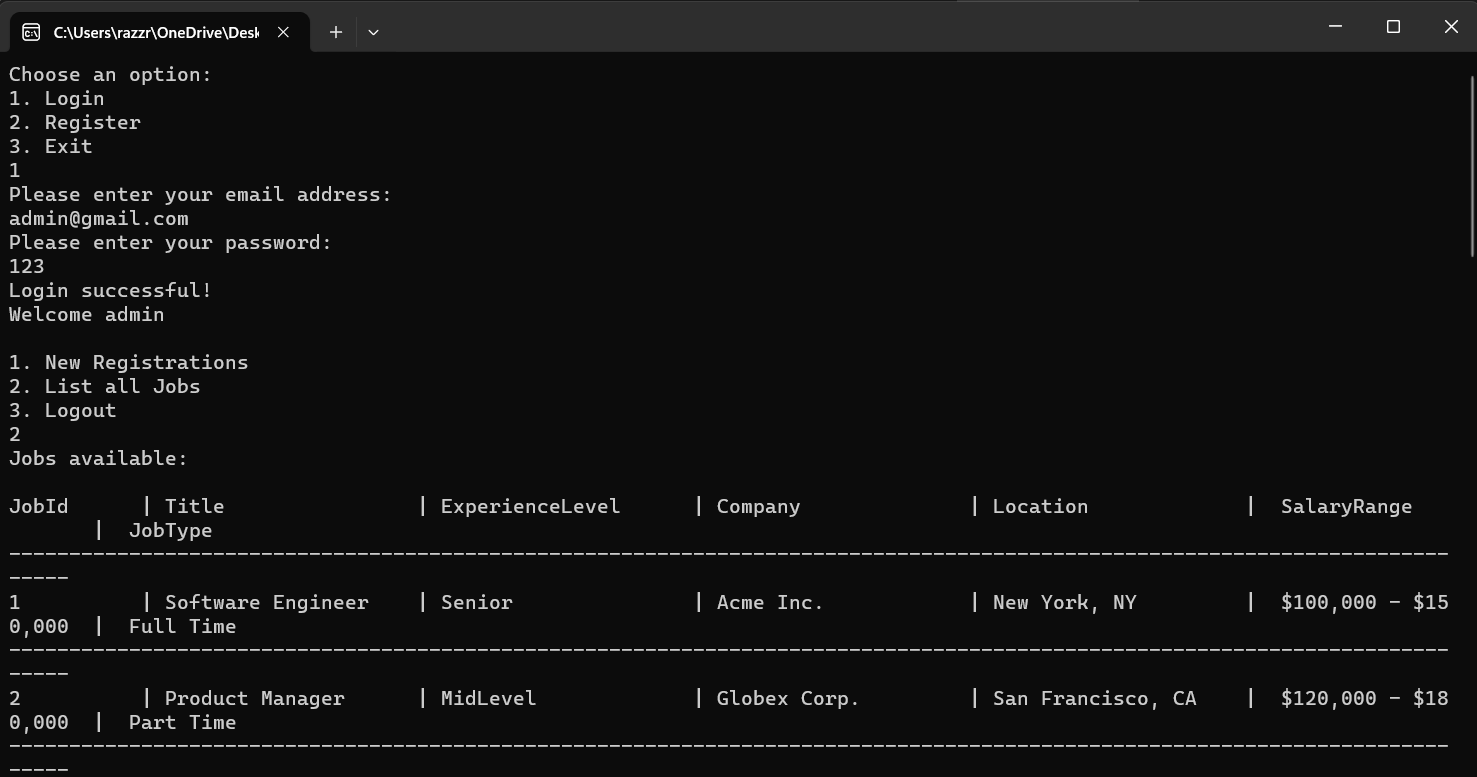 C:\Users\razzr\OneDrive\Desk
Choose an option:
1. Login
2. Register
3. Exit
1
Please enter your email address:
admin@gmail.com
Please enter your password:
123
Login successful!
Welcome admin
1. New Registrations
2. List all Jobs
3. Logout
2
Jobs available:
JobId      | Title                | ExperienceLevel      | Company              | Location             |  SalaryRange
       |  JobType
------------------------------------------------------------------------------------------------------------------------
-----
1          | Software Engineer    | Senior               | Acme Inc.            | New York, NY         |  $100,000 - $15
0,000  |  Full Time
------------------------------------------------------------------------------------------------------------------------
-----
2          | Product Manager      | MidLevel             | Globex Corp.         | San Francisco, CA    |  $120,000 - $18
0,000  |  Part Time
------------------------------------------------------------------------------------------------------------------------
-----